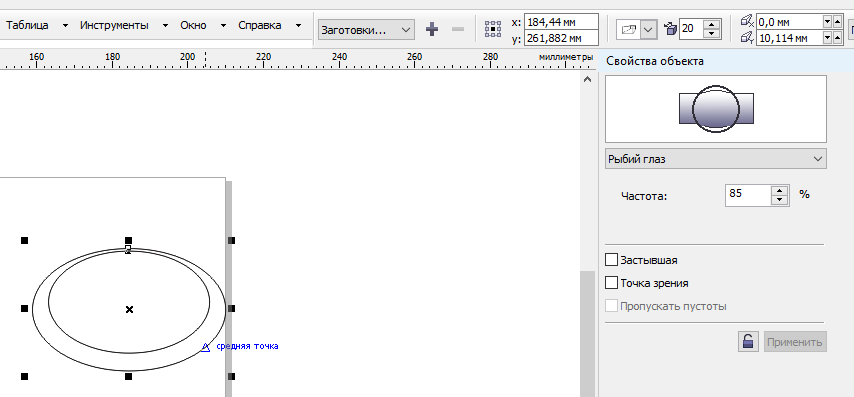 Таблица Инструменты Окно Справка Заготовки... x: 184,44 мм 20 0,0 мм
y: 261,882 мм 10,114 мм
160 180 200 220 240 260 280 миллиметры
Свойства объекта
Рыбий глаз
Частота: 85 %
Застывшая
Точка зрения
Пропускать пустоты
Применить
средняя точка